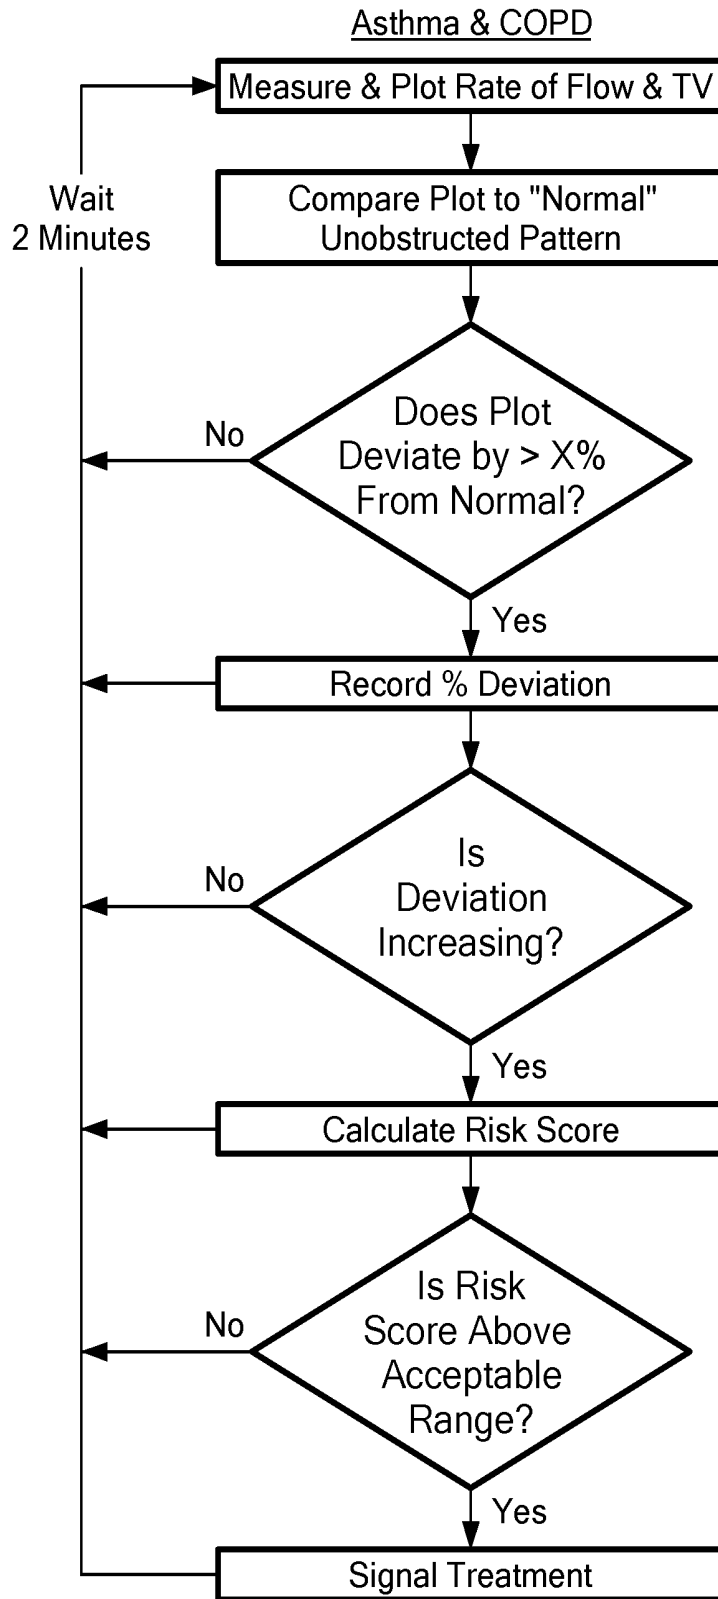 Asthma & COPD
Measure & Plot Rate of Flow & TV
Wait
2 Minutes
Compare Plot to "Normal"
Unobstructed Pattern
Does Plot
Deviate by > X%
From Normal?
No
Yes
Record % Deviation
Is
Deviation
Increasing?
No
Yes
Calculate Risk Score
Is Risk
Score Above
Acceptable
Range?
No
Yes
Signal Treatment